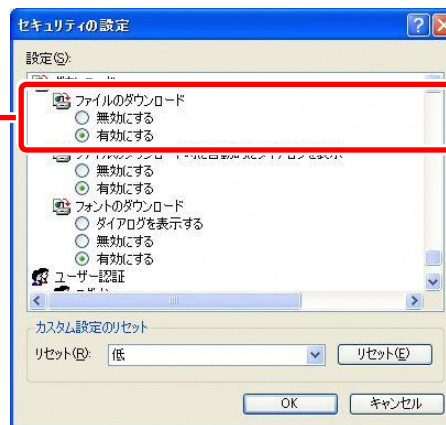 セキュリティの設定
設定(S):
ファイルのダウンロード
無効にする
有効にする
無効にする
有効にする
フォントのダウンロード
ダイアログを表示する
無効にする
有効にする
ユーザー認証
カスタム設定のリセット
リセット(R):
低
リセット(E)
OK
キャンセル